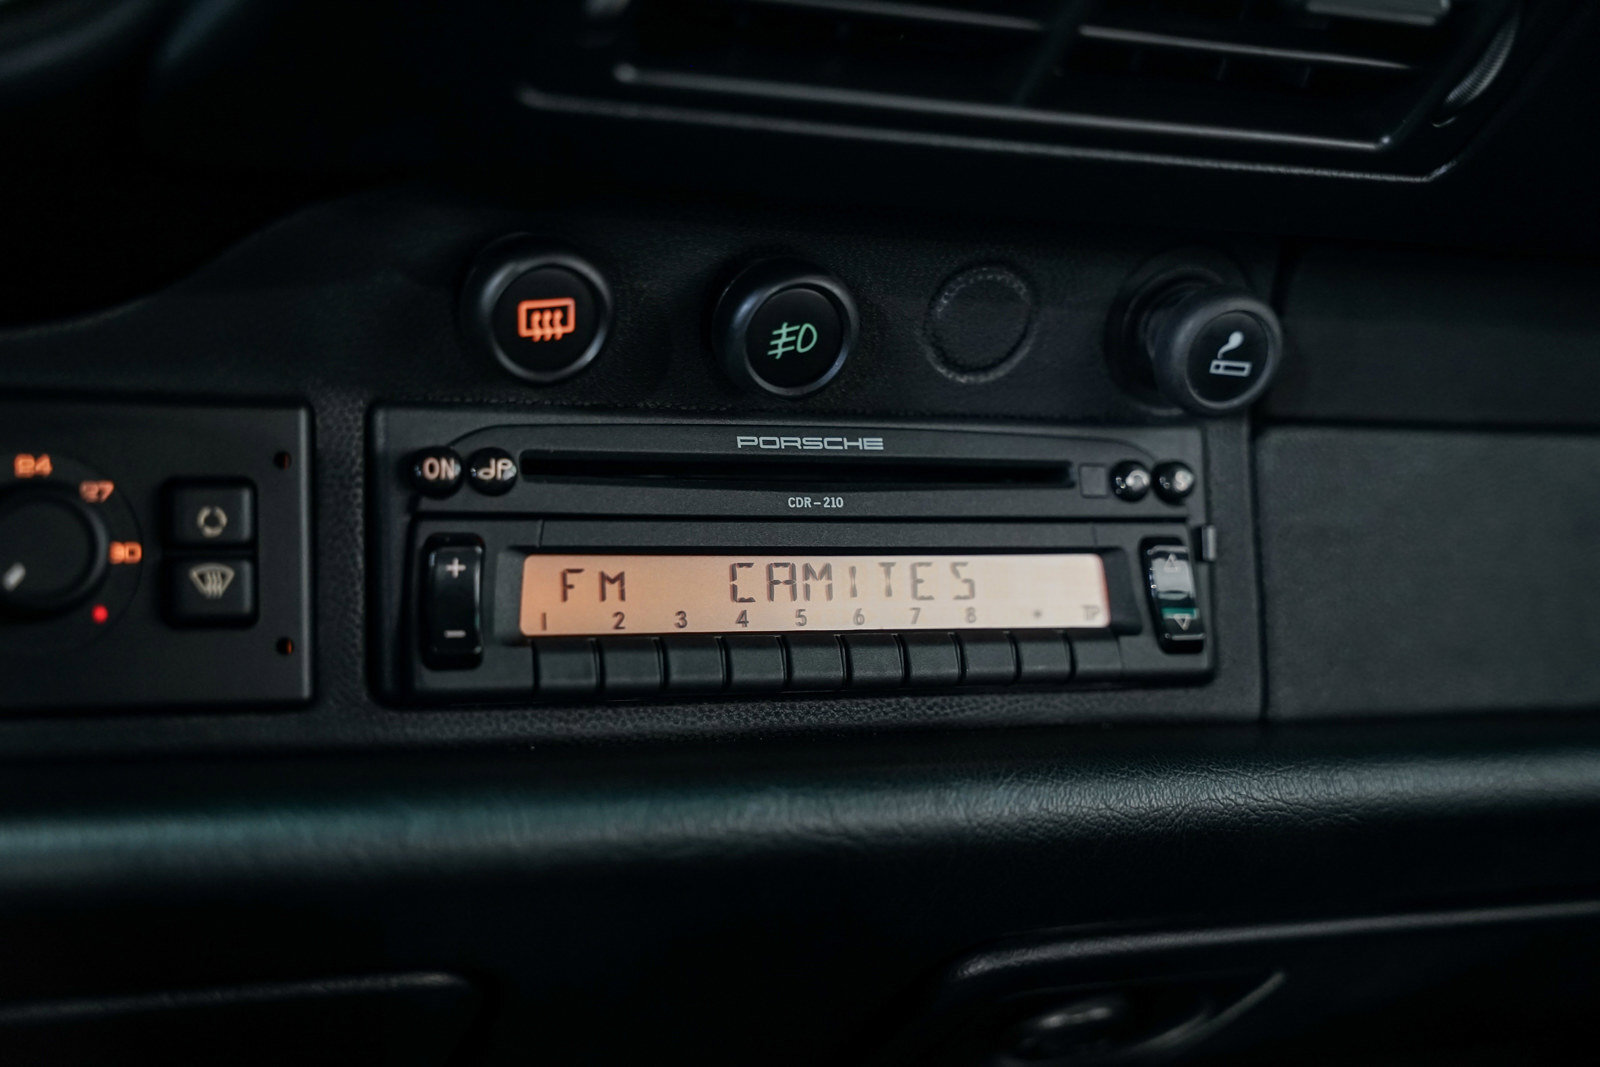 24
27
30
PORSCHE
ON
CDR-210
+
FM CAMITES
1 2 3 4 5 6 7 8 * TP
-